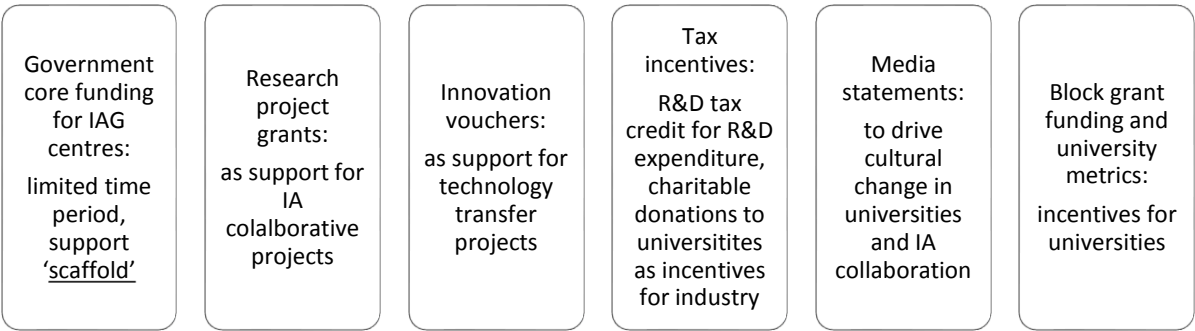 Government
core funding
for IAG
centres:
limited time
period,
support
‘scaffold’
Research
project
grants:
as support for
IA
colalborative
projects
Innovation
vouchers:
as support for
technology
transfer
projects
Tax
incentives:
R&D tax
credit for R&D
expenditure,
charitable
donations to
universitites
as incentives
for industry
Media
statements:
to drive
cultural
change in
universities
and IA
collaboration
Block grant
funding and
university
metrics:
incentives for
universities